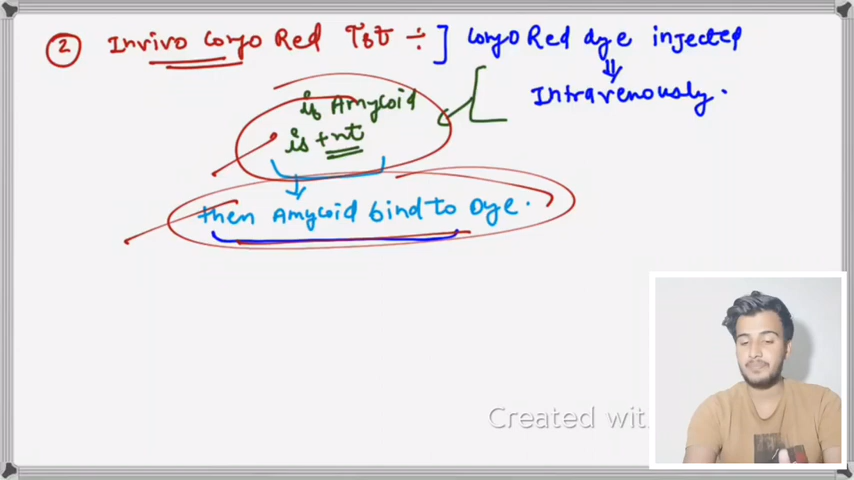 ② Invivo Congo Red Test ÷ ] Congo Red dye injected
⇓
Intravenously.
if Amyloid
is +nt
↓
then Amyloid bind to Dye.
Created wit